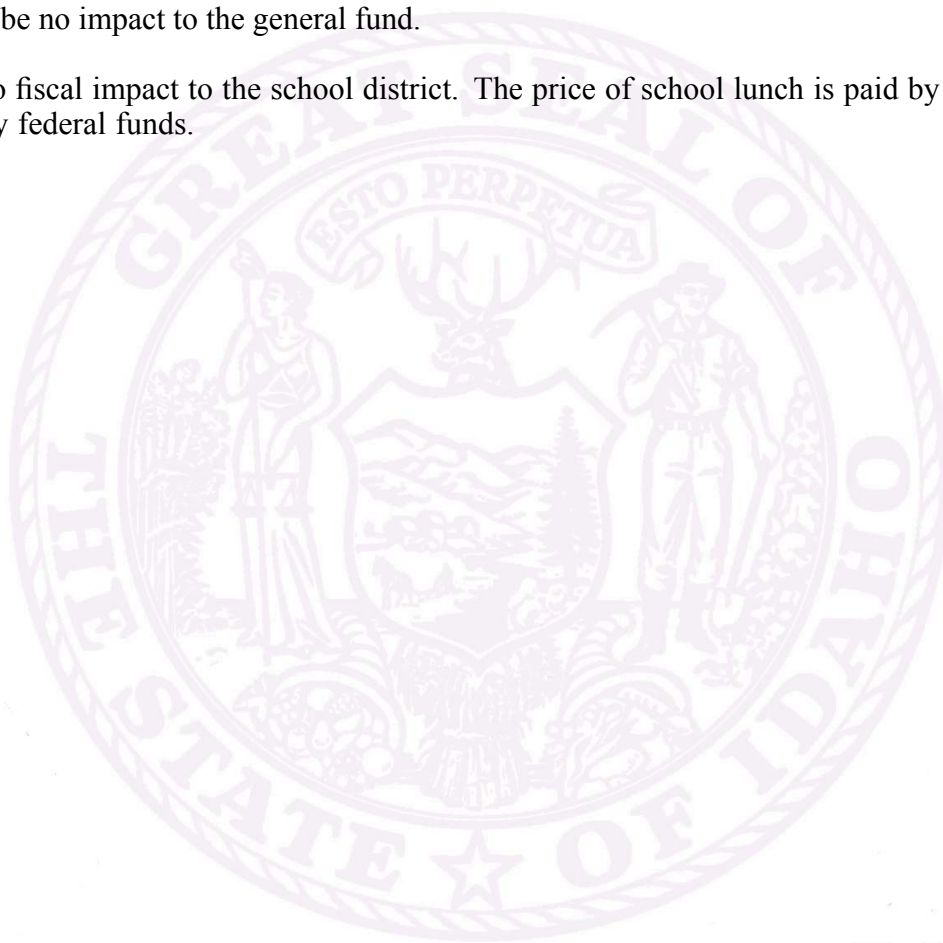 be no impact to the general fund.
fiscal impact to the school district. The price of school lunch is paid by
federal funds.
GREAT SEAL OF
ESTO PERPETUA
THE STATE OF IDAHO